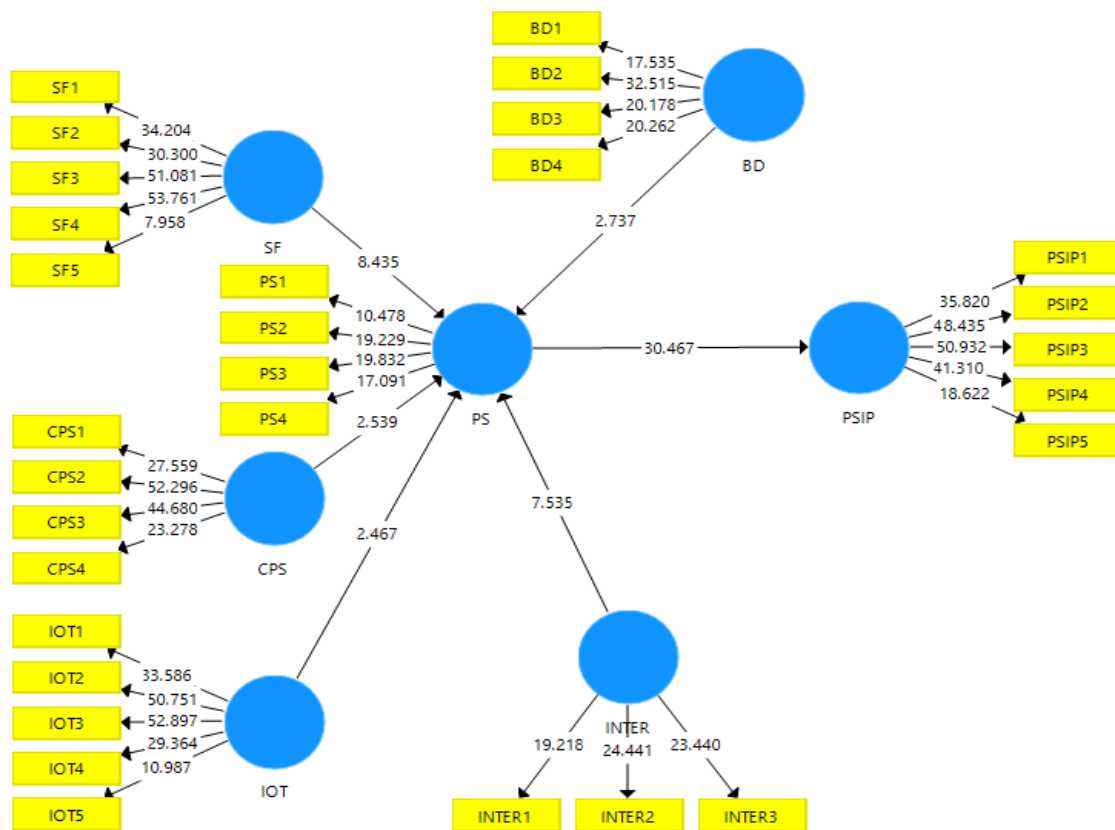 BD1
BD2
BD3
BD4
17.535
32.515
20.178
20.262
BD
SF1
SF2
SF3
SF4
SF5
34.204
30.300
51.081
53.761
7.958
SF
8.435
2.737
PS1
PS2
PS3
PS4
10.478
19.229
19.832
17.091
PS
30.467
PSIP
35.820
48.435
50.932
41.310
18.622
PSIP1
PSIP2
PSIP3
PSIP4
PSIP5
CPS1
CPS2
CPS3
CPS4
27.559
52.296
44.680
23.278
CPS
2.539
2.467
7.535
IOT1
IOT2
IOT3
IOT4
IOT5
33.586
50.751
52.897
29.364
10.987
IOT
INTER
19.218
24.441
23.440
INTER1
INTER2
INTER3